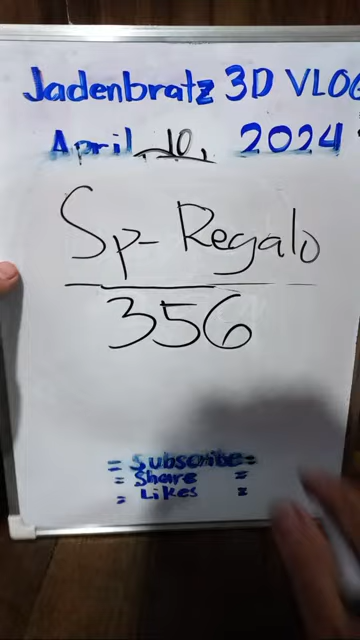 Jadenbratz 3D VLOG
April, 10, 2024
Sp- Regalo
356
= Subscribe =
= Share =
= Likes =